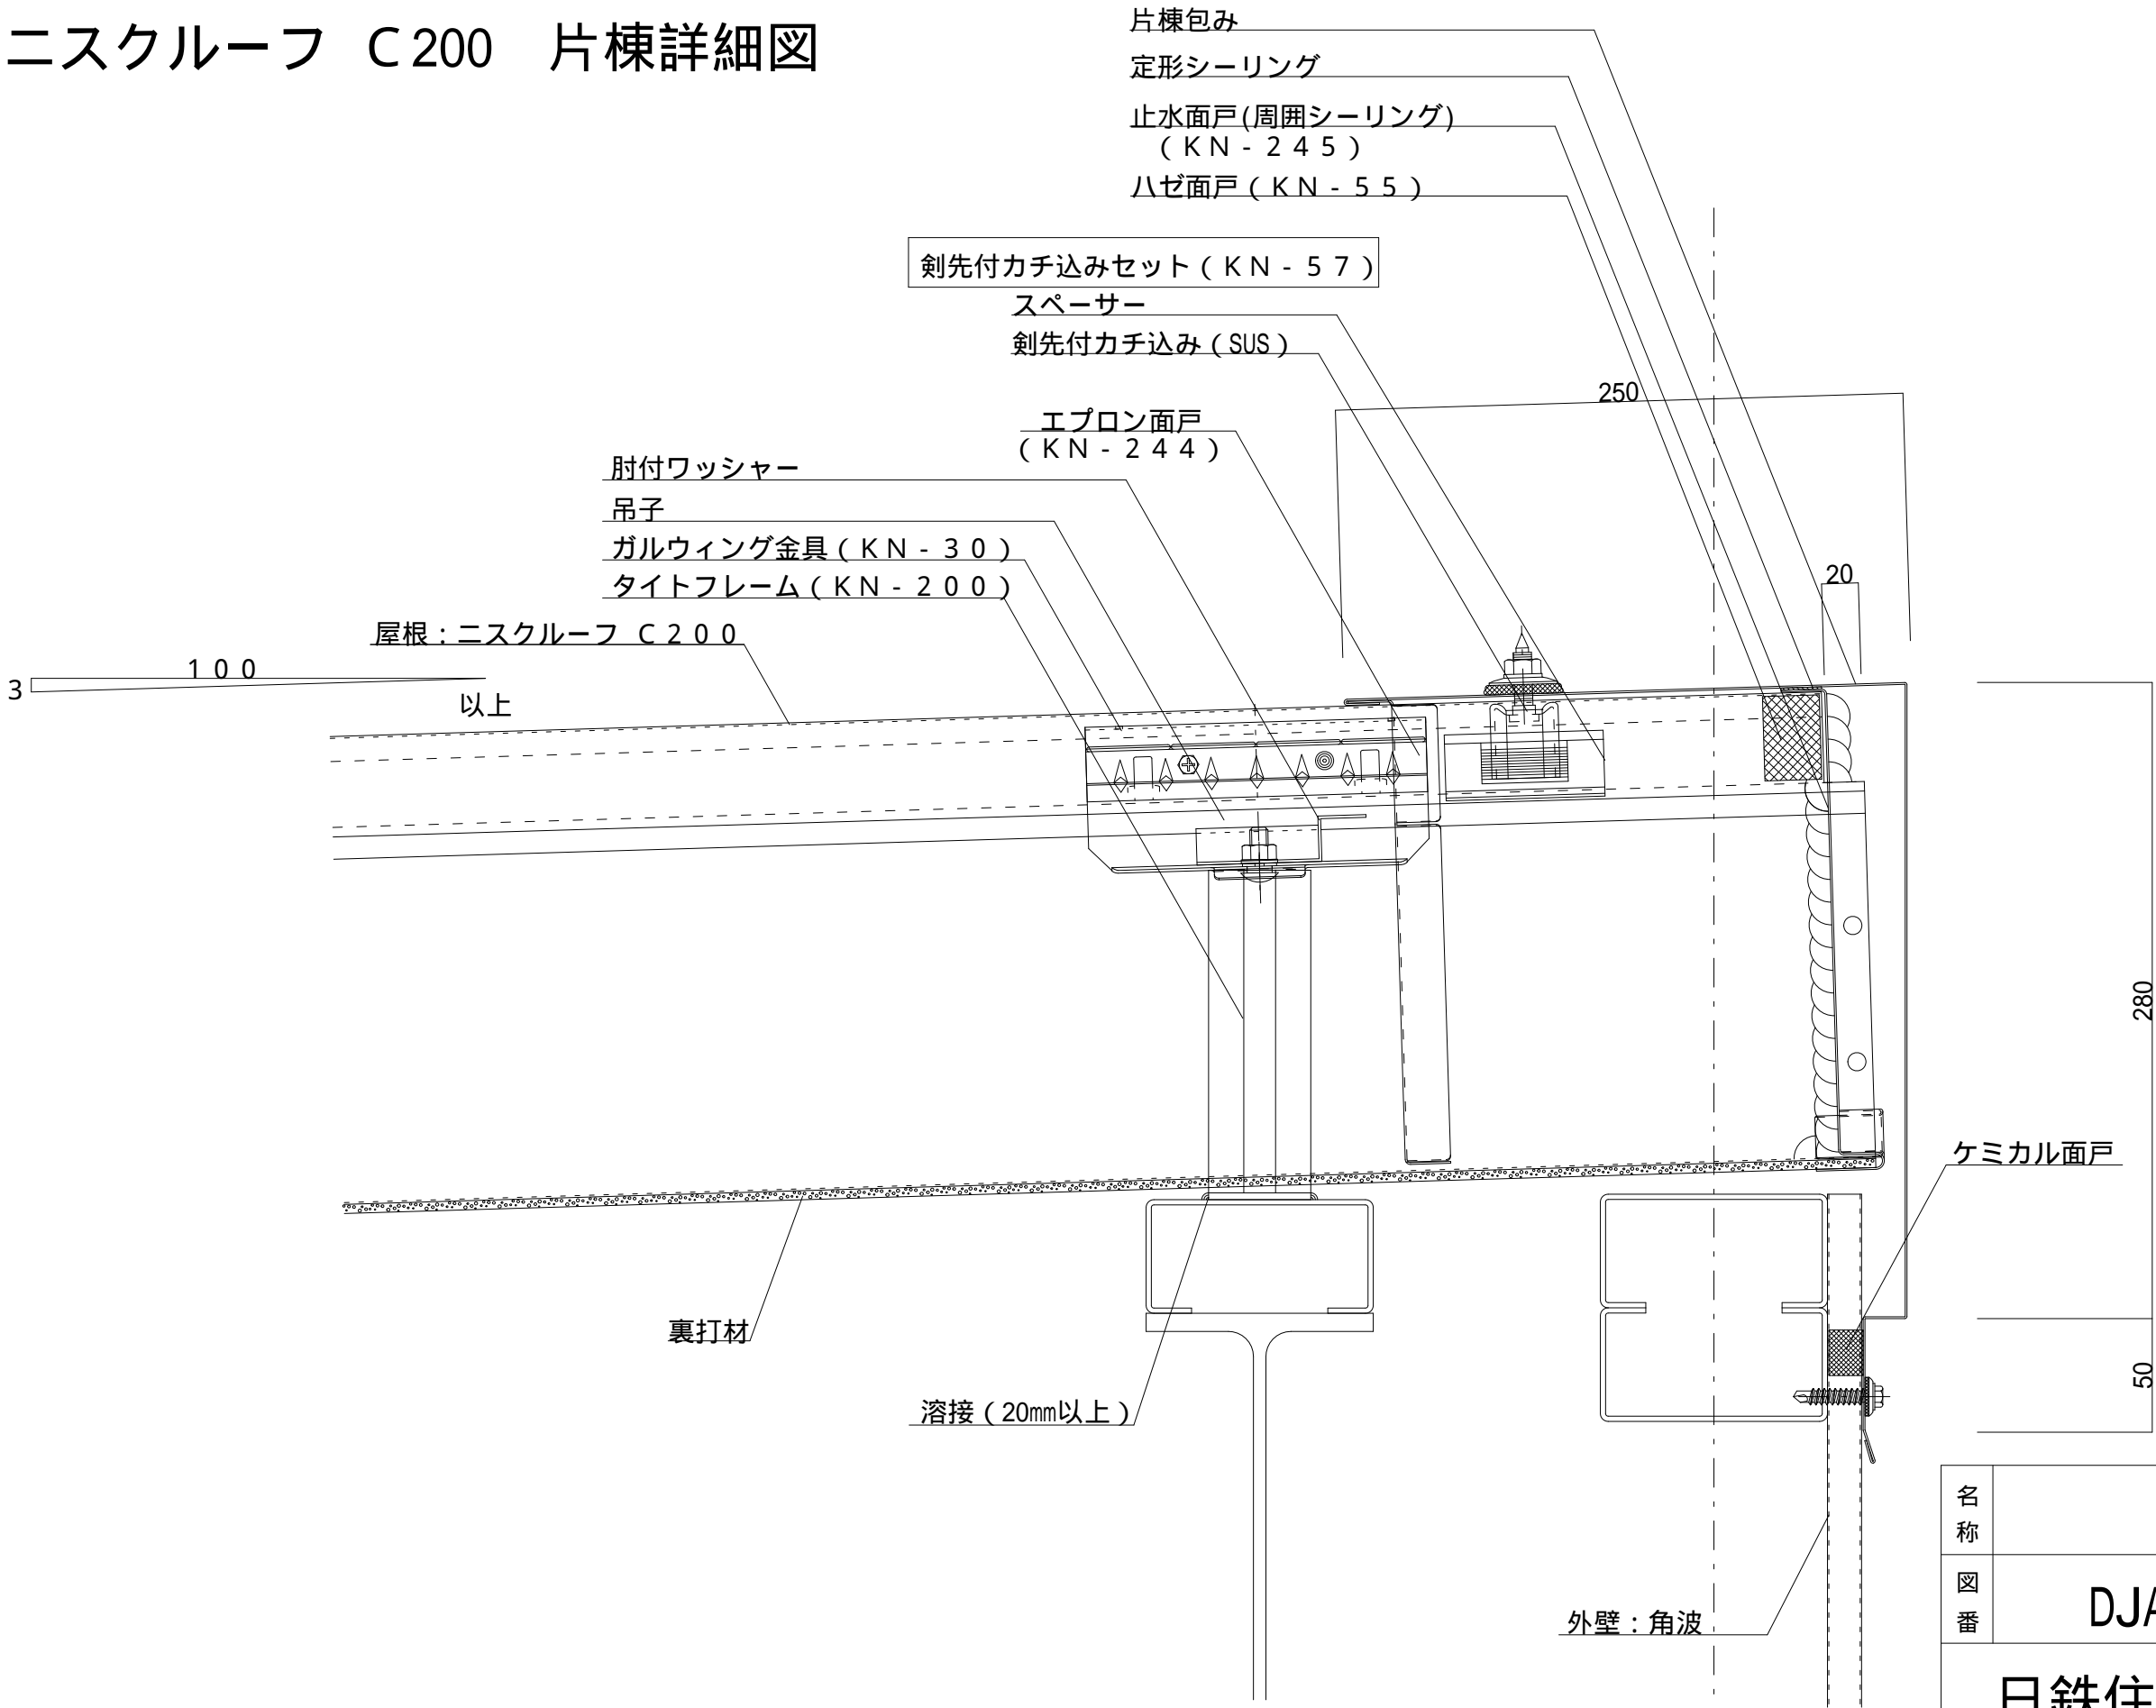 ニスクルーフ Ｃ200　片棟詳細図
片棟包み
定形シーリング
止水面戸(周囲シーリング)
（ＫＮ-２４５）
ハゼ面戸（ＫＮ-５５）
剣先付カチ込みセット（ＫＮ-５７）
スペーサー
剣先付カチ込み（SUS）
250
エプロン面戸
（ＫＮ-２４４）
肘付ワッシャー
吊子
ガルウィング金具（ＫＮ-３０）
タイトフレーム（ＫＮ-２００）
20
屋根：ニスクルーフ Ｃ２００
１００
3
以上
280
ケミカル面戸
裏打材
50
溶接（20mm以上）
外壁：角波
名称
図番
DJA
日鉄住